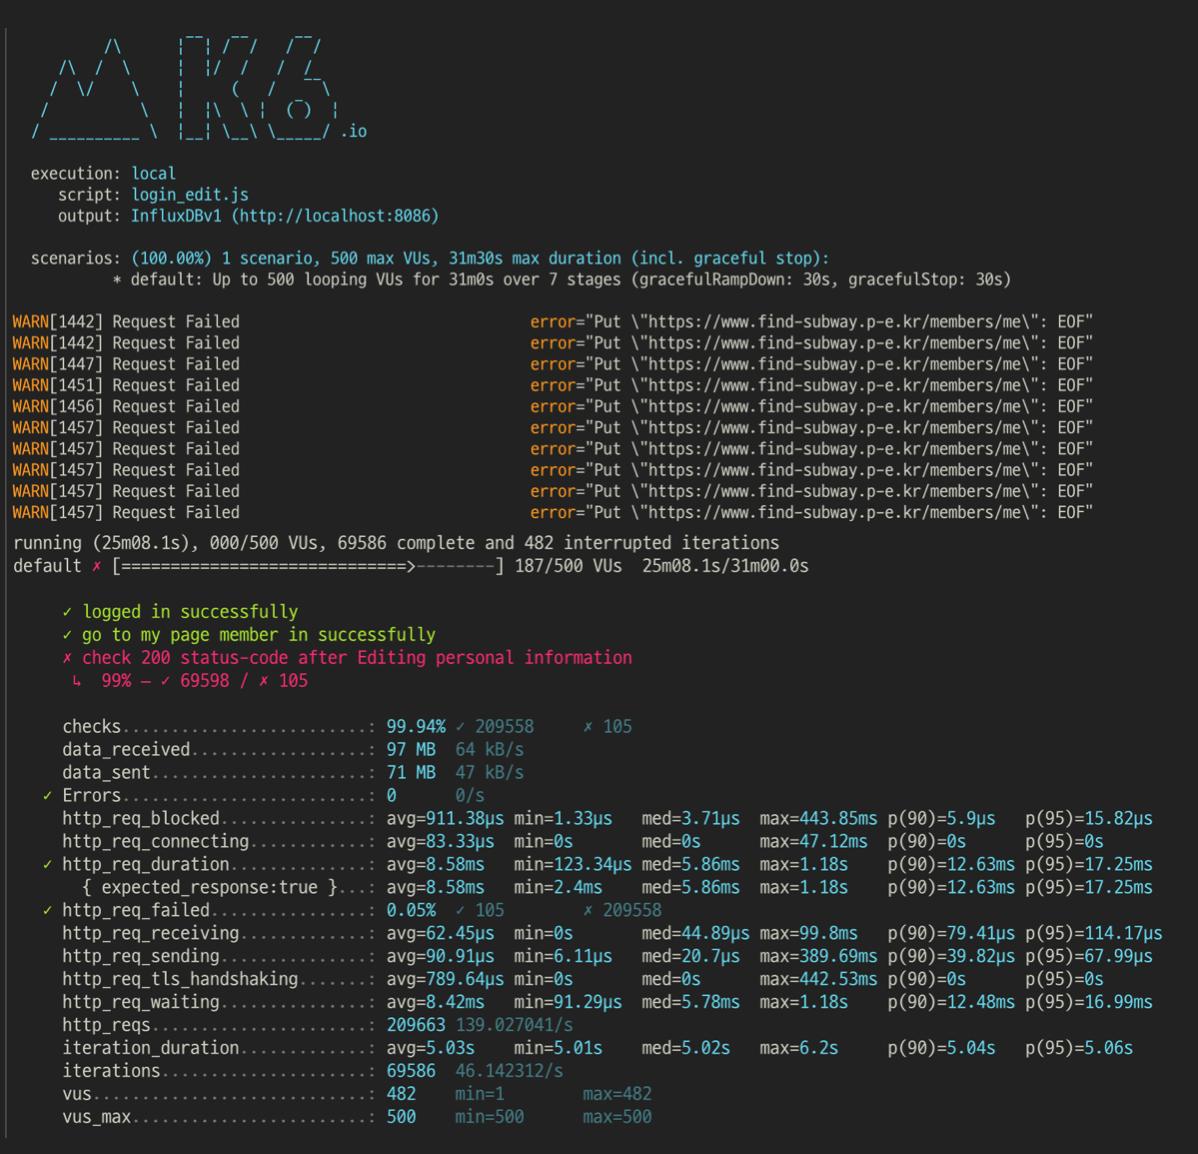 /\      |‾‾| /‾‾/   /‾‾/
     /\  /  \     |  |/  /   /  /
    /  \/    \    |     (   /   ‾‾\
   /          \   |  |\  \ |  (‾)  |
  / __________ \  |__| \__\ \_____/ .io
execution: local
script: login_edit.js
output: InfluxDBv1 (http://localhost:8086)
scenarios: (100.00%) 1 scenario, 500 max VUs, 31m30s max duration (incl. graceful stop):
* default: Up to 500 looping VUs for 31m0s over 7 stages (gracefulRampDown: 30s, gracefulStop: 30s)
WARN[1442] Request Failed error="Put \"https://www.find-subway.p-e.kr/members/me\": EOF"
WARN[1442] Request Failed error="Put \"https://www.find-subway.p-e.kr/members/me\": EOF"
WARN[1447] Request Failed error="Put \"https://www.find-subway.p-e.kr/members/me\": EOF"
WARN[1451] Request Failed error="Put \"https://www.find-subway.p-e.kr/members/me\": EOF"
WARN[1456] Request Failed error="Put \"https://www.find-subway.p-e.kr/members/me\": EOF"
WARN[1457] Request Failed error="Put \"https://www.find-subway.p-e.kr/members/me\": EOF"
WARN[1457] Request Failed error="Put \"https://www.find-subway.p-e.kr/members/me\": EOF"
WARN[1457] Request Failed error="Put \"https://www.find-subway.p-e.kr/members/me\": EOF"
WARN[1457] Request Failed error="Put \"https://www.find-subway.p-e.kr/members/me\": EOF"
WARN[1457] Request Failed error="Put \"https://www.find-subway.p-e.kr/members/me\": EOF"
running (25m08.1s), 000/500 VUs, 69586 complete and 482 interrupted iterations
default ✗ [=============================>--------] 187/500 VUs  25m08.1s/31m00.0s
✓ logged in successfully
✓ go to my page member in successfully
✗ check 200 status-code after Editing personal information
↳  99% — ✓ 69598 / ✗ 105
checks.........................: 99.94% ✓ 209558 ✗ 105
data_received..................: 97 MB 64 kB/s
data_sent......................: 71 MB 47 kB/s
✓ Errors.........................: 0 0/s
http_req_blocked...............: avg=911.38µs min=1.33µs med=3.71µs max=443.85ms p(90)=5.9µs p(95)=15.82µs
http_req_connecting............: avg=83.33µs min=0s med=0s max=47.12ms p(90)=0s p(95)=0s
✓ http_req_duration..............: avg=8.58ms min=123.34µs med=5.86ms max=1.18s p(90)=12.63ms p(95)=17.25ms
{ expected_response:true }...: avg=8.58ms min=2.4ms med=5.86ms max=1.18s p(90)=12.63ms p(95)=17.25ms
✓ http_req_failed................: 0.05% ✓ 105 ✗ 209558
http_req_receiving.............: avg=62.45µs min=0s med=44.89µs max=99.8ms p(90)=79.41µs p(95)=114.17µs
http_req_sending...............: avg=90.91µs min=6.11µs med=20.7µs max=389.69ms p(90)=39.82µs p(95)=67.99µs
http_req_tls_handshaking.......: avg=789.64µs min=0s med=0s max=442.53ms p(90)=0s p(95)=0s
http_req_waiting...............: avg=8.42ms min=91.29µs med=5.78ms max=1.18s p(90)=12.48ms p(95)=16.99ms
http_reqs......................: 209663 139.027041/s
iteration_duration.............: avg=5.03s min=5.01s med=5.02s max=6.2s p(90)=5.04s p(95)=5.06s
iterations.....................: 69586 46.142312/s
vus............................: 482 min=1 max=482
vus_max........................: 500 min=500 max=500